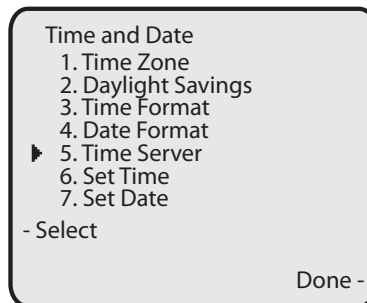 Time and Date
1. Time Zone
2. Daylight Savings
3. Time Format
4. Date Format
5. Time Server
6. Set Time
7. Set Date
- Select
Done -